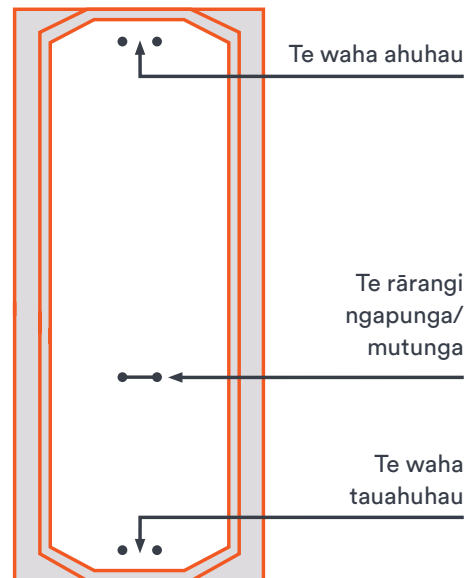 Te waha ahuhau
Te rārangi
ngapunga/
mutunga
Te waha
tauahuhau